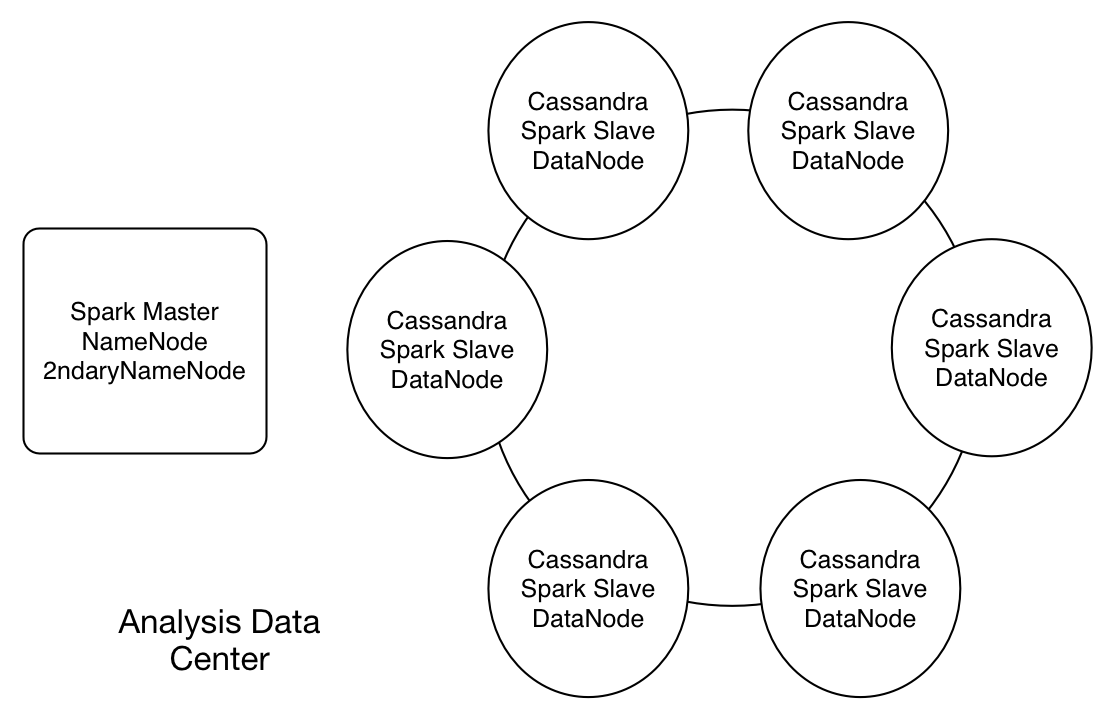 Cassandra
Spark Slave
DataNode
Cassandra
Spark Slave
DataNode
Spark Master
NameNode
2ndaryNameNode
Cassandra
Spark Slave
DataNode
Cassandra
Spark Slave
DataNode
Cassandra
Spark Slave
DataNode
Cassandra
Spark Slave
DataNode
Analysis Data
Center